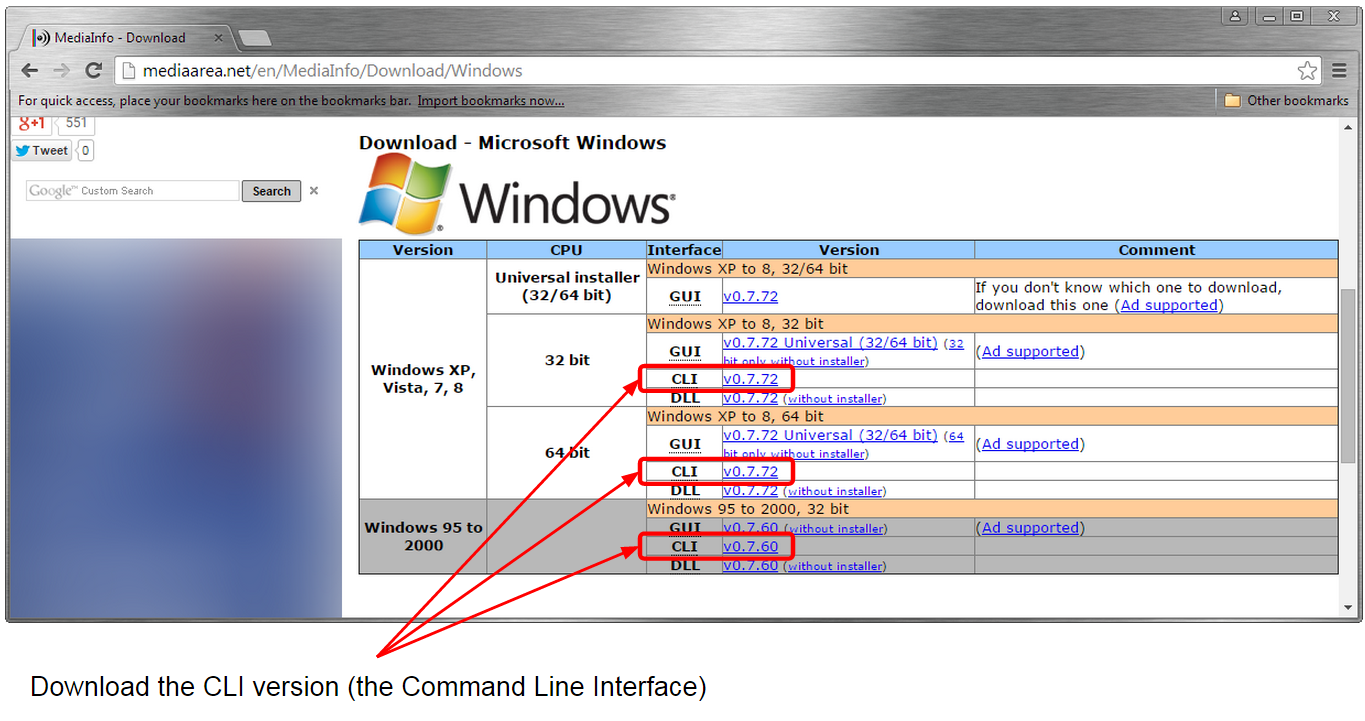 MediaInfo - Download
mediaarea.net/en/MediaInfo/Download/Windows
For quick access, place your bookmarks here on the bookmarks bar. Import bookmarks now...
Other bookmarks
g+1 551
Tweet 0
Google™ Custom Search Search
Download - Microsoft Windows
Windows®
Version CPU Interface Version Comment
Windows XP, Vista, 7, 8
Universal installer (32/64 bit)
Windows XP to 8, 32/64 bit
GUI v0.7.72 If you don't know which one to download, download this one (Ad supported)
32 bit
Windows XP to 8, 32 bit
GUI v0.7.72 Universal (32/64 bit) (32 bit only without installer) (Ad supported)
CLI v0.7.72
DLL v0.7.72 (without installer)
64 bit
Windows XP to 8, 64 bit
GUI v0.7.72 Universal (32/64 bit) (64 bit only without installer) (Ad supported)
CLI v0.7.72
DLL v0.7.72 (without installer)
Windows 95 to 2000
Windows 95 to 2000, 32 bit
GUI v0.7.60 (without installer) (Ad supported)
CLI v0.7.60
DLL v0.7.60 (without installer)
Download the CLI version (the Command Line Interface)